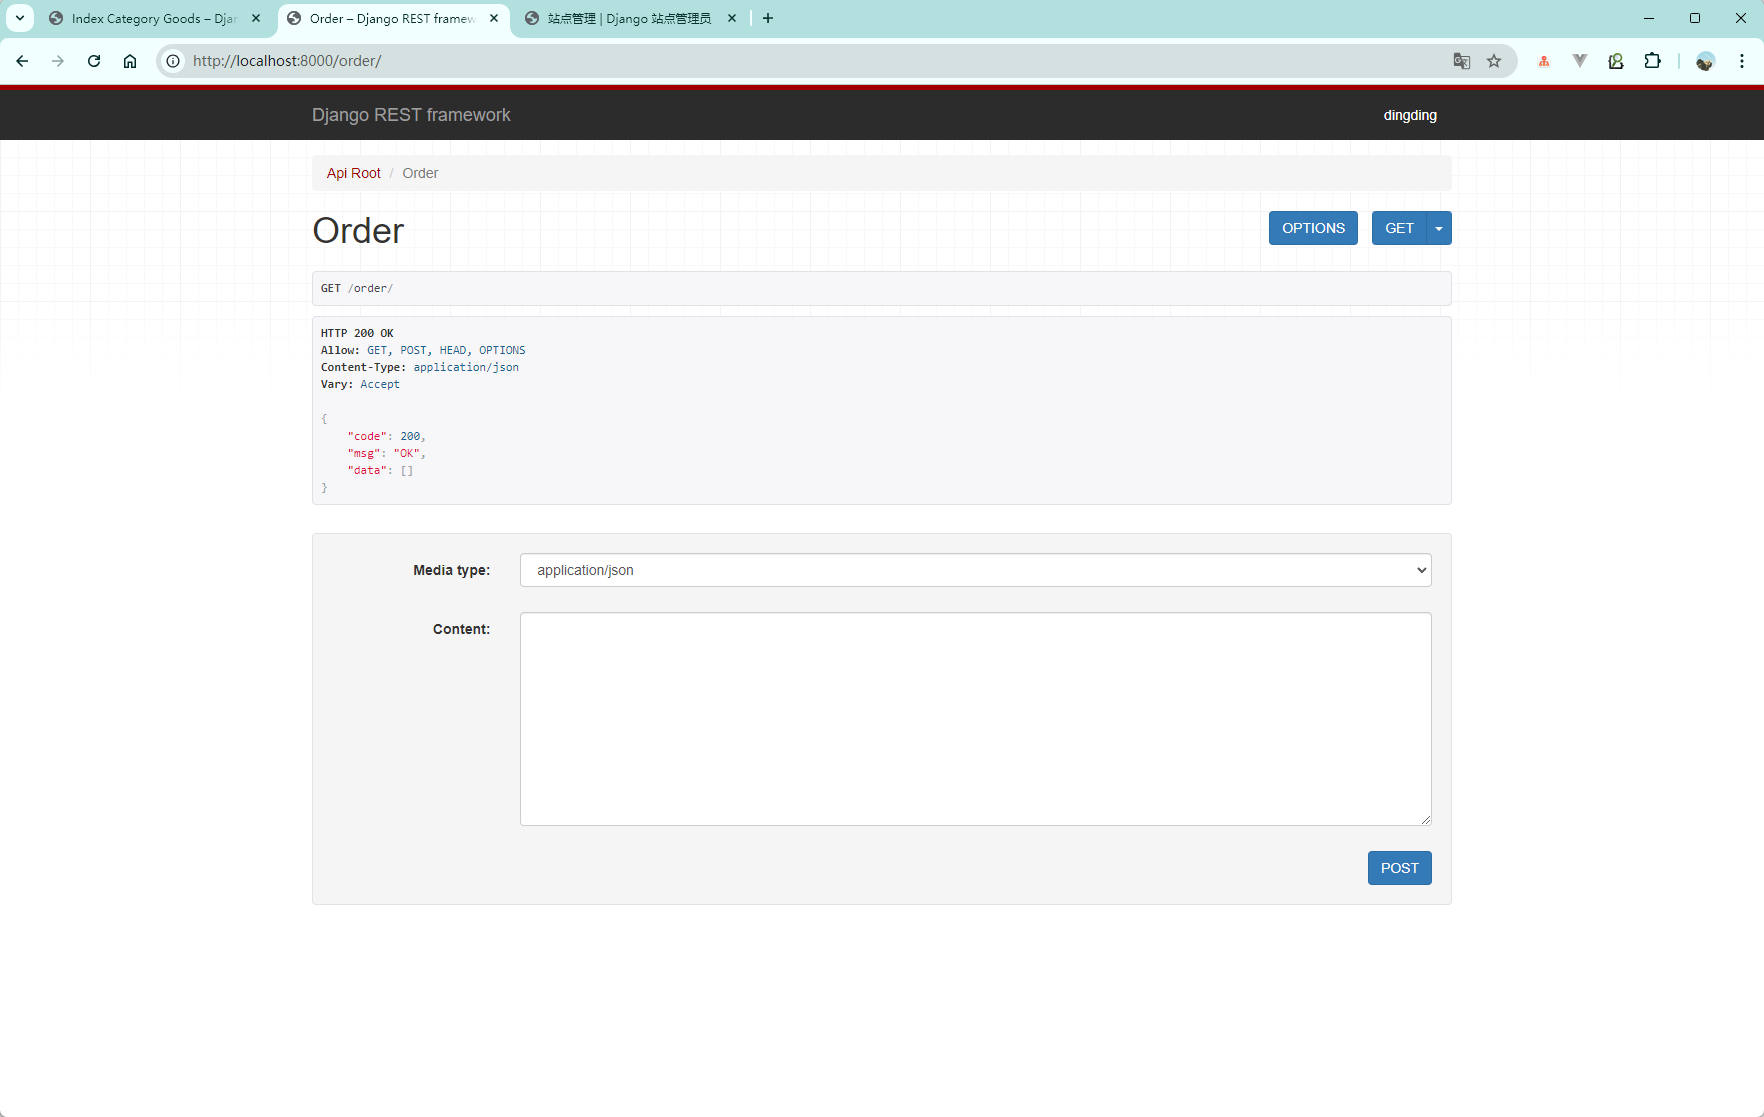 Index Category Goods – Djan
Order – Django REST framew
站点管理 | Django 站点管理员
http://localhost:8000/order/
Django REST framework
dingding
Api Root / Order
Order
OPTIONS
GET
GET /order/
HTTP 200 OK
Allow: GET, POST, HEAD, OPTIONS
Content-Type: application/json
Vary: Accept
{
"code": 200,
"msg": "OK",
"data": []
}
Media type:
application/json
Content:
POST